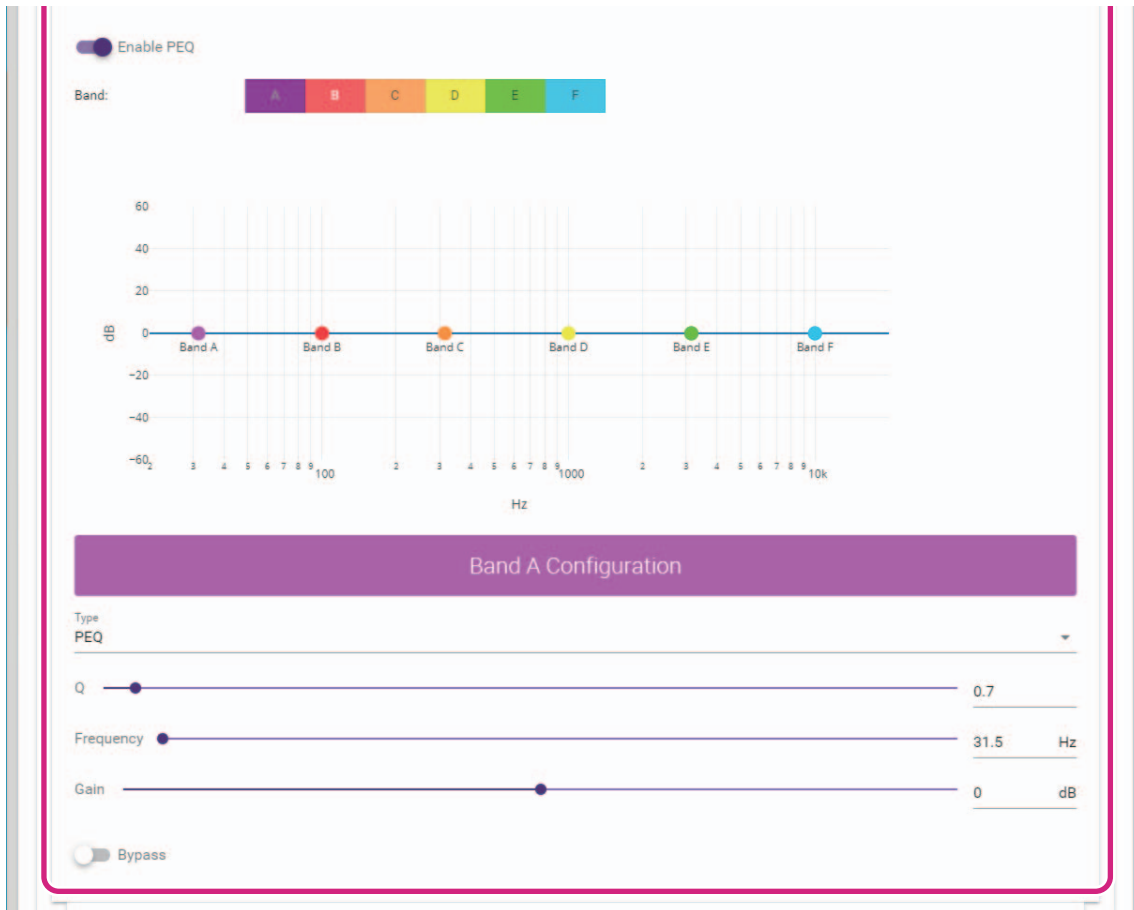 Enable PEQ
Band: A B C D E F
60
40
20
dB 0
Band A Band B Band C Band D Band E Band F
−20
−40
−60
2 3 4 5 6 7 8 9 100 2 3 4 5 6 7 8 9 1000 2 3 4 5 6 7 8 9 10k
Hz
Band A Configuration
Type
PEQ
Q 0.7
Frequency 31.5 Hz
Gain 0 dB
Bypass